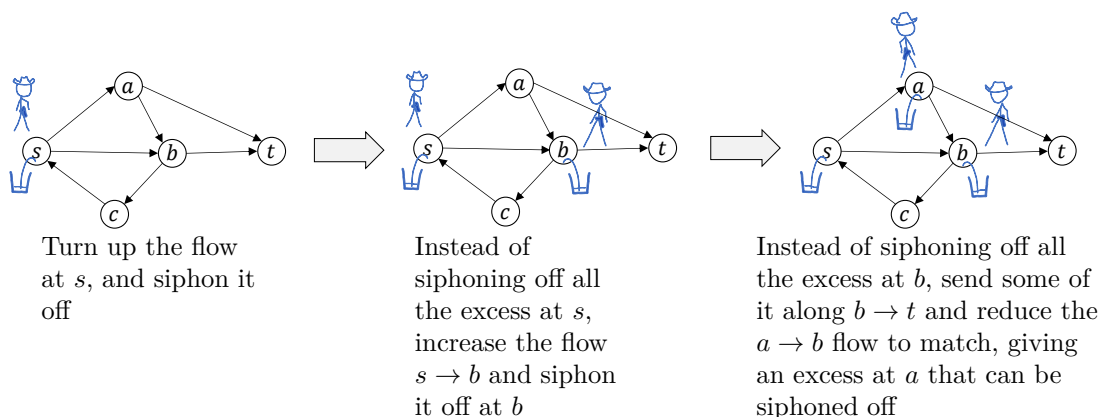 a
s
b
t
c
Turn up the flow
at s, and siphon it
off
a
s
b
t
c
Instead of
siphoning off all
the excess at s,
increase the flow
s → b and siphon
it off at b
a
s
b
t
c
Instead of siphoning off all
the excess at b, send some of
it along b → t and reduce the
a → b flow to match, giving
an excess at a that can be
siphoned off